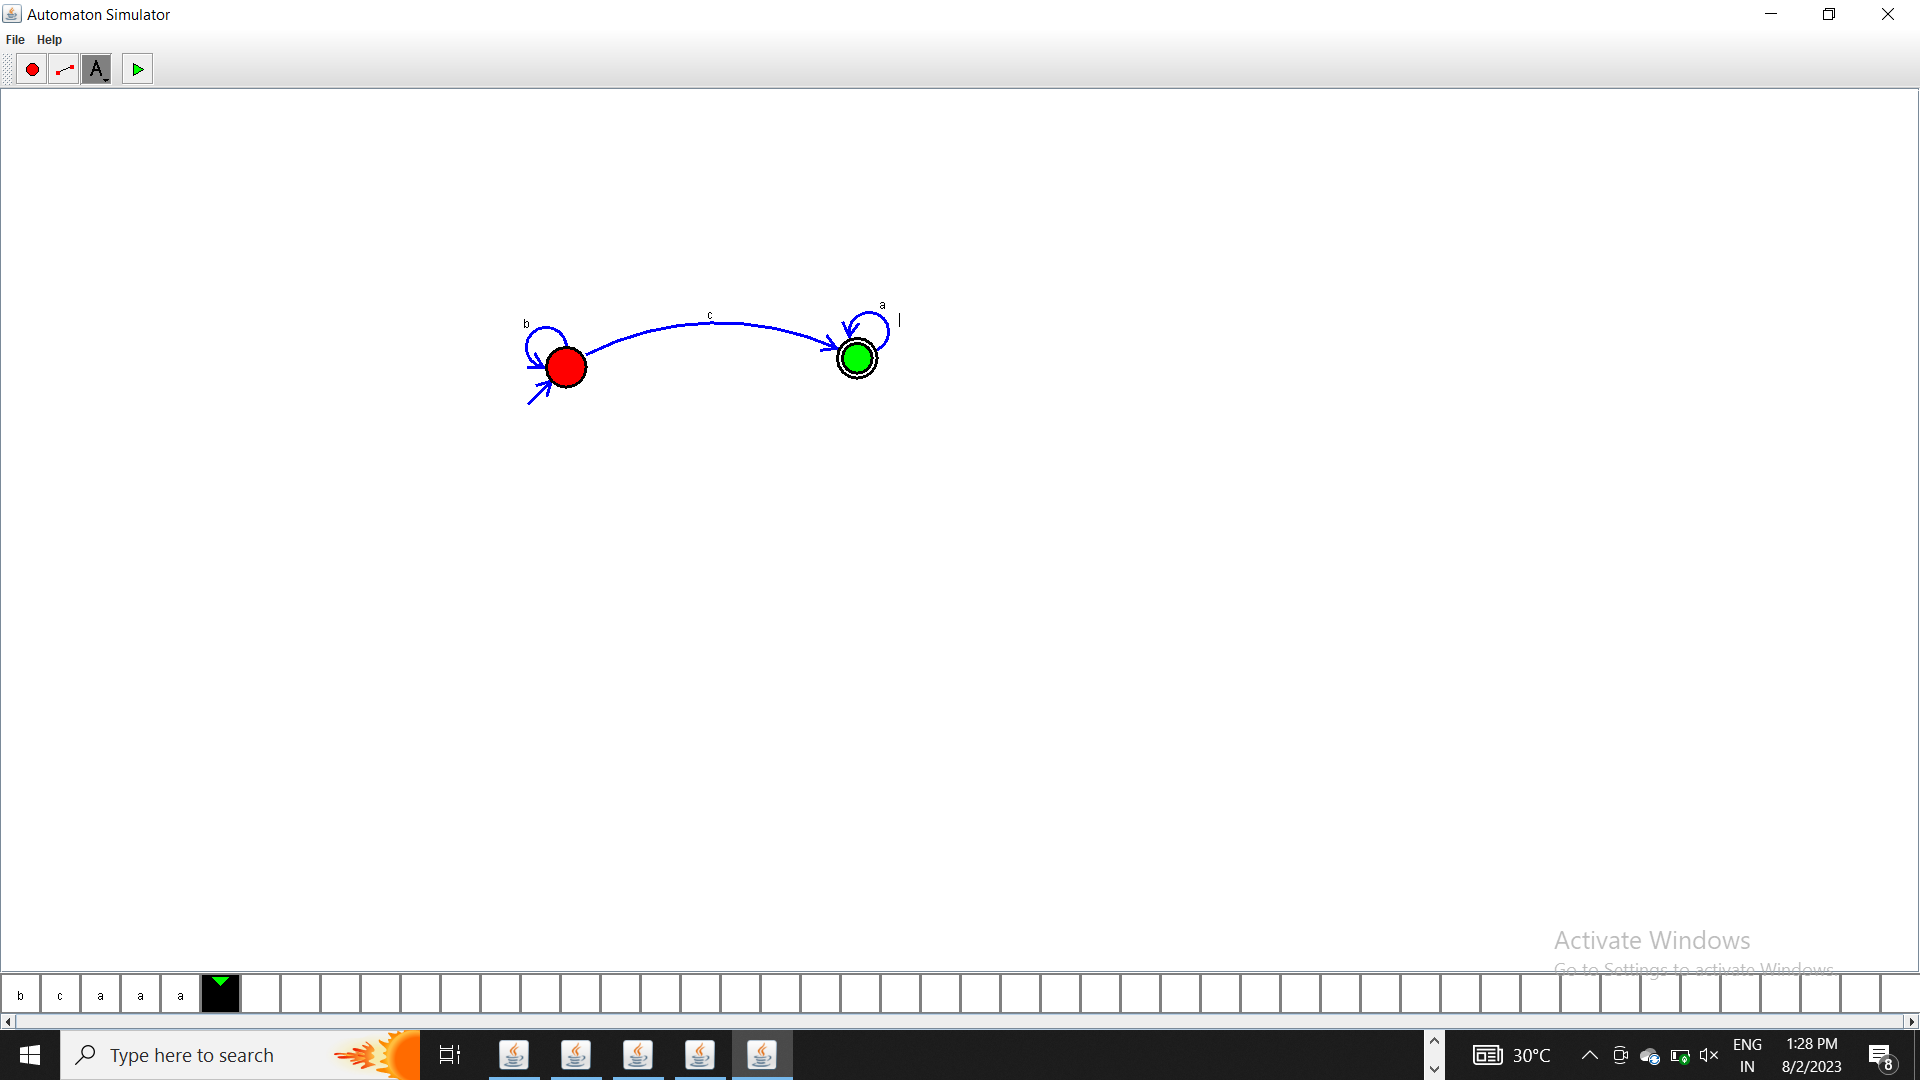 Automaton Simulator
File Help
A
a
c
b
Activate Windows
Go to Settings to activate Windows.
b c a a a
Type here to search
30°C
ENG
IN
1:28 PM
8/2/2023
8